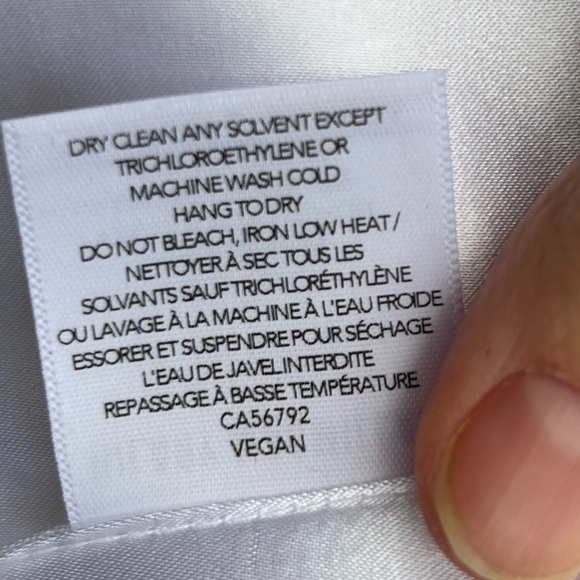 DRY CLEAN ANY SOLVENT EXCEPT
TRICHLOROETHYLENE OR
MACHINE WASH COLD
HANG TO DRY
DO NOT BLEACH, IRON LOW HEAT /
NETTOYER À SEC TOUS LES
SOLVANTS SAUF TRICHLORÉTHYLÈNE
OU LAVAGE À LA MACHINE À L'EAU FROIDE
ESSORER ET SUSPENDRE POUR SÉCHAGE
L'EAU DE JAVEL INTERDITE
REPASSAGE À BASSE TEMPÉRATURE
CA56792
VEGAN